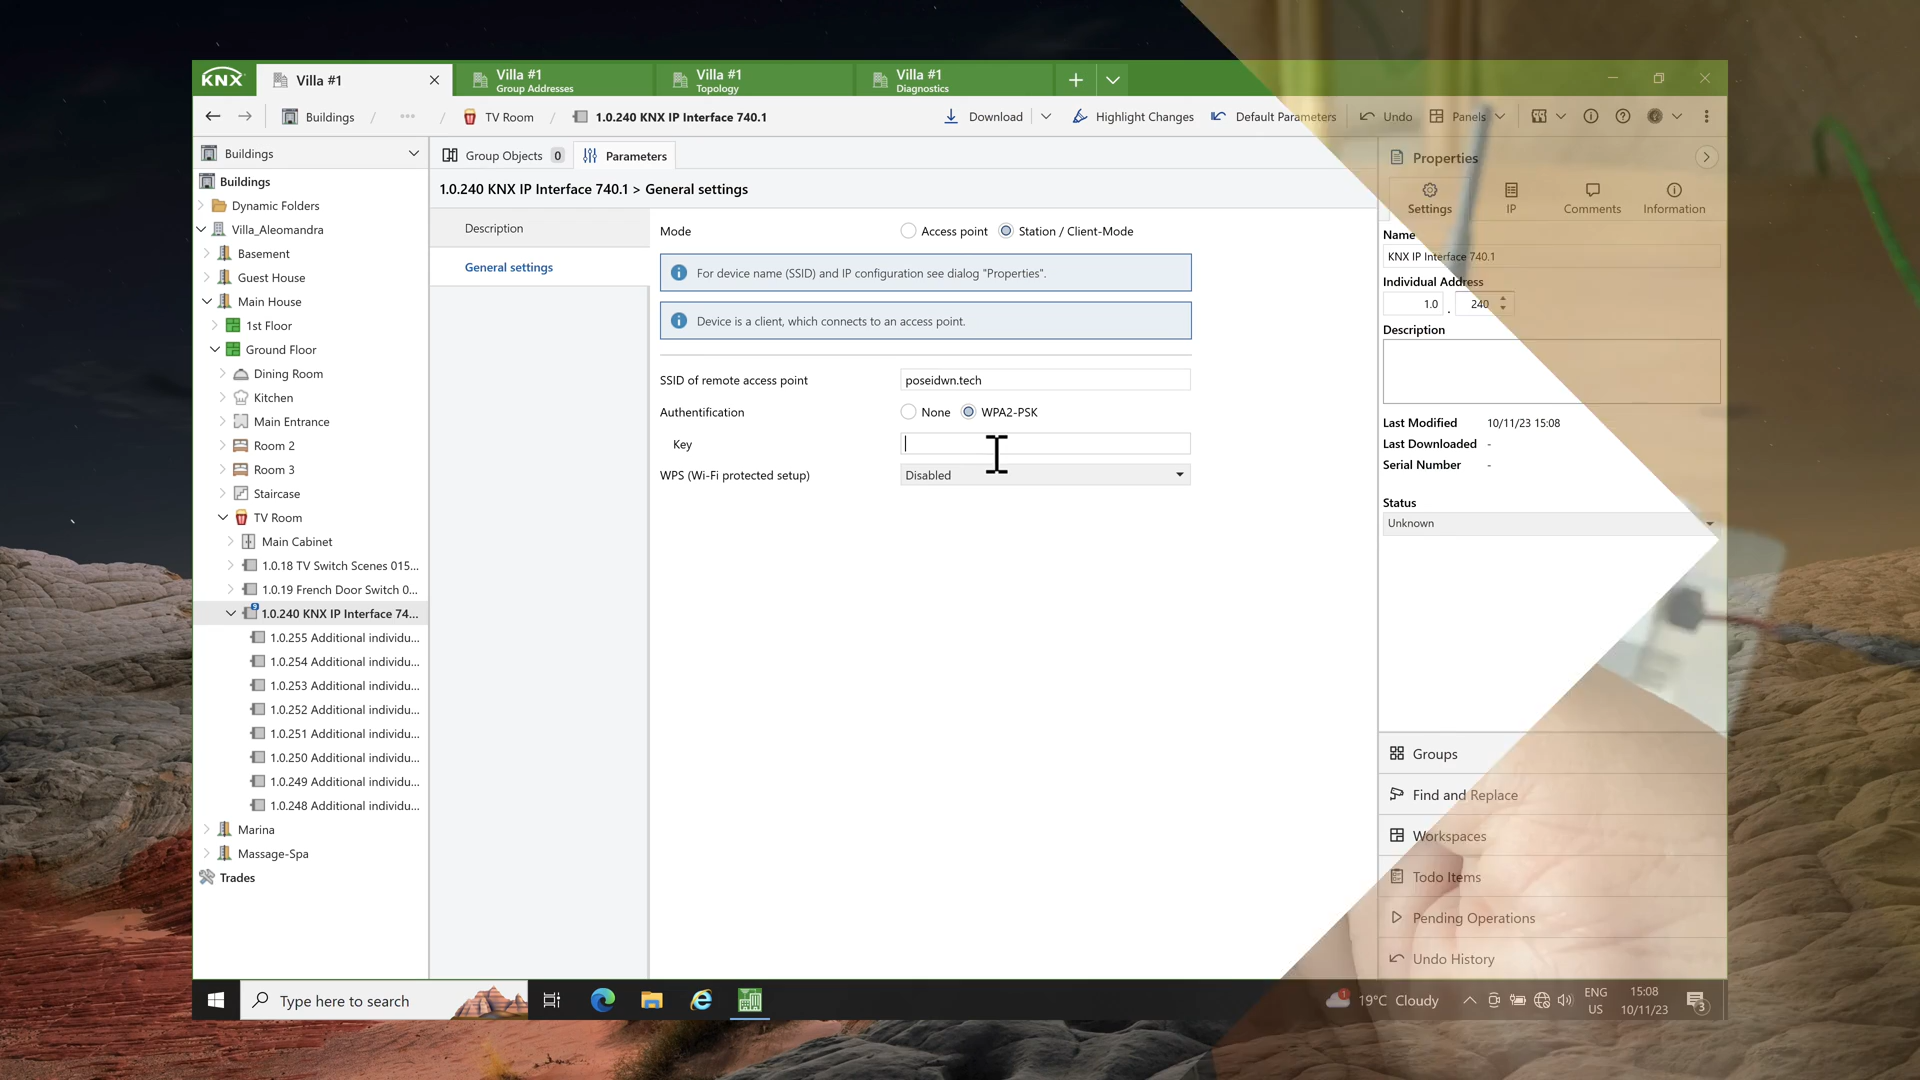 KNX
Villa #1
Villa #1
Group Addresses
Villa #1
Topology
Villa #1
Diagnostics
Buildings / ••• / TV Room / 1.0.240 KNX IP Interface 740.1
Download
Highlight Changes
Default Parameters
Undo
Panels
Buildings
Buildings
Dynamic Folders
Villa_Aleomandra
Basement
Guest House
Main House
1st Floor
Ground Floor
Dining Room
Kitchen
Main Entrance
Room 2
Room 3
Staircase
TV Room
Main Cabinet
1.0.18 TV Switch Scenes 015...
1.0.19 French Door Switch 0...
1.0.240 KNX IP Interface 74...
1.0.255 Additional individu...
1.0.254 Additional individu...
1.0.253 Additional individu...
1.0.252 Additional individu...
1.0.251 Additional individu...
1.0.250 Additional individu...
1.0.249 Additional individu...
1.0.248 Additional individu...
Marina
Massage-Spa
Trades
Group Objects 0
Parameters
1.0.240 KNX IP Interface 740.1 > General settings
Description
General settings
Mode
Access point
Station / Client-Mode
For device name (SSID) and IP configuration see dialog "Properties".
Device is a client, which connects to an access point.
SSID of remote access point
poseidwn.tech
Authentification
None
WPA2-PSK
Key
WPS (Wi-Fi protected setup)
Disabled
Properties
Settings
IP
Comments
Information
Name
KNX IP Interface 740.1
Individual Address
1.0 . 240
Description
Last Modified 10/11/23 15:08
Last Downloaded -
Serial Number -
Status
Unknown
Groups
Find and Replace
Workspaces
Todo Items
Pending Operations
Undo History
Type here to search
1
19°C Cloudy
ENG
US
15:08
10/11/23
3